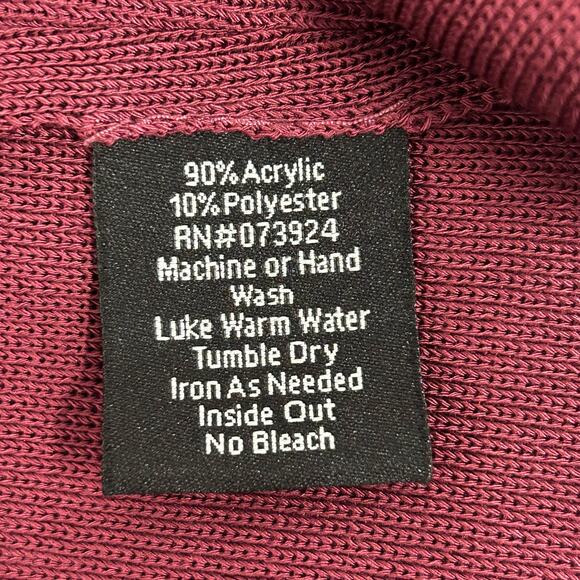 90% Acrylic
10% Polyester
RN#073924
Machine or Hand
Wash
Luke Warm Water
Tumble Dry
Iron As Needed
Inside Out
No Bleach